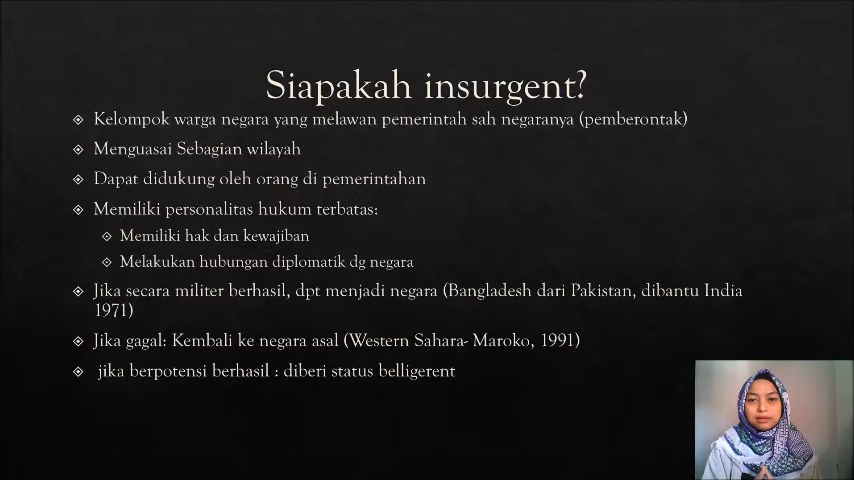 Siapakah insurgent?
Kelompok warga negara yang melawan pemerintah sah negaranya (pemberontak)
Menguasai Sebagian wilayah
Dapat didukung oleh orang di pemerintahan
Memiliki personalitas hukum terbatas:
Memiliki hak dan kewajiban
Melakukan hubungan diplomatik dg negara
Jika secara militer berhasil, dpt menjadi negara (Bangladesh dari Pakistan, dibantu India
1971)
Jika gagal: Kembali ke negara asal (Western Sahara- Maroko, 1991)
jika berpotensi berhasil : diberi status belligerent